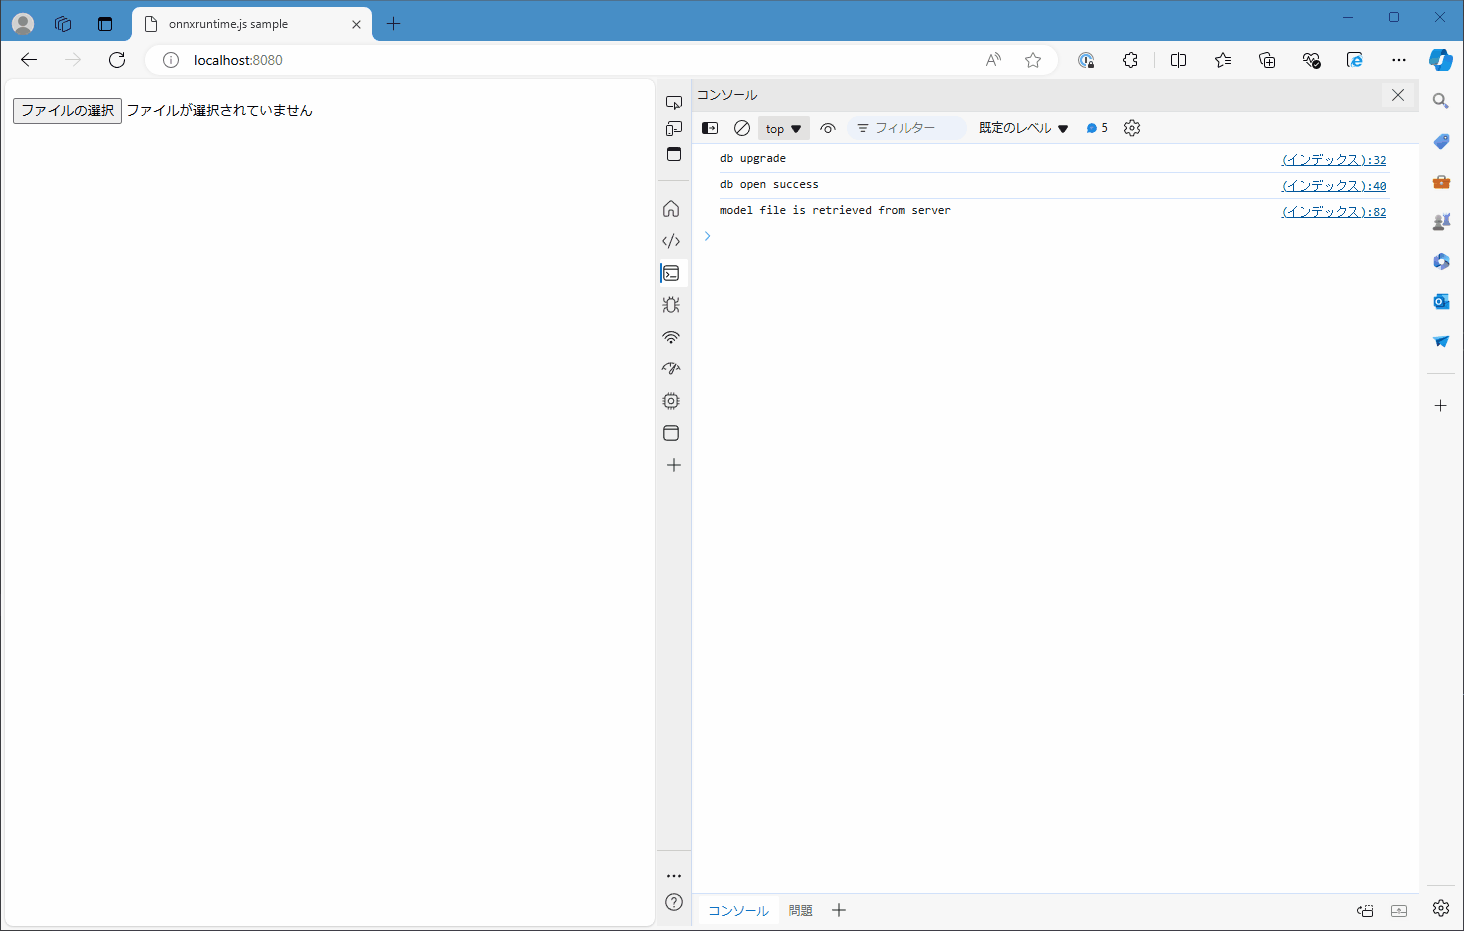 onnxruntime.js sample
localhost:8080
ファイルの選択 ファイルが選択されていません
コンソール
top フィルター 既定のレベル 5
db upgrade (インデックス):32
db open success (インデックス):40
model file is retrieved from server (インデックス):82
コンソール 問題